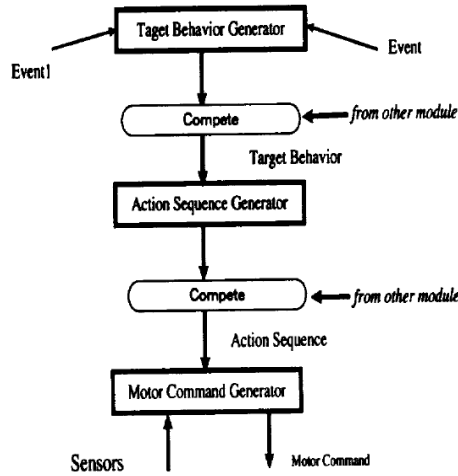 Taget Behavior Generator
Event1
Event
Compete
from other module
Target Behavior
Action Sequence Generator
Compete
from other module
Action Sequence
Motor Command Generator
Sensors
Motor Command